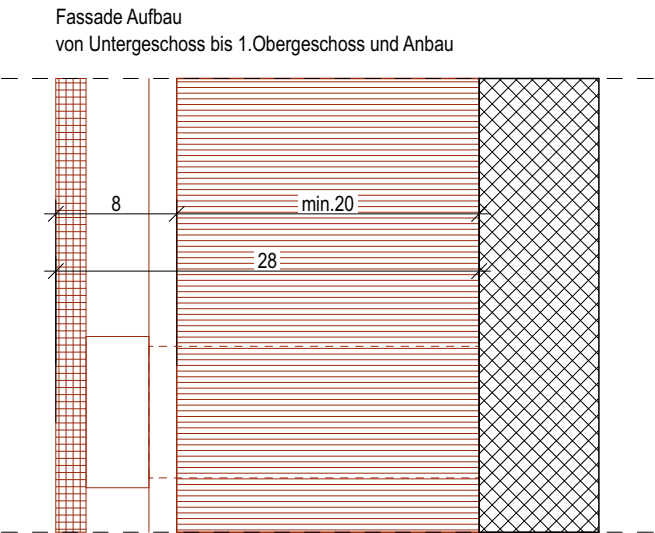 Fassade Aufbau
von Untergeschoss bis 1.Obergeschoss und Anbau
8
min.20
28